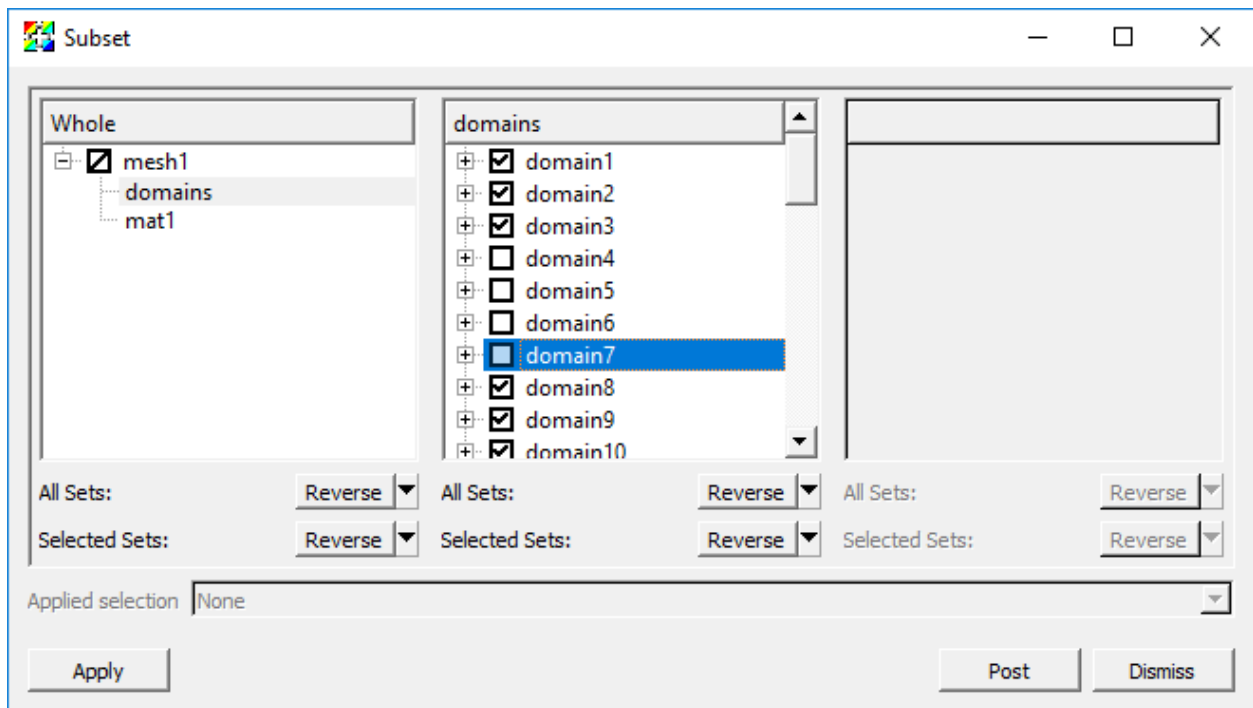 Subset
Whole
mesh1
domains
mat1
domains
domain1
domain2
domain3
domain4
domain5
domain6
domain7
domain8
domain9
domain10
All Sets: Reverse All Sets: Reverse All Sets: Reverse
Selected Sets: Reverse Selected Sets: Reverse Selected Sets: Reverse
Applied selection None
Apply Post Dismiss